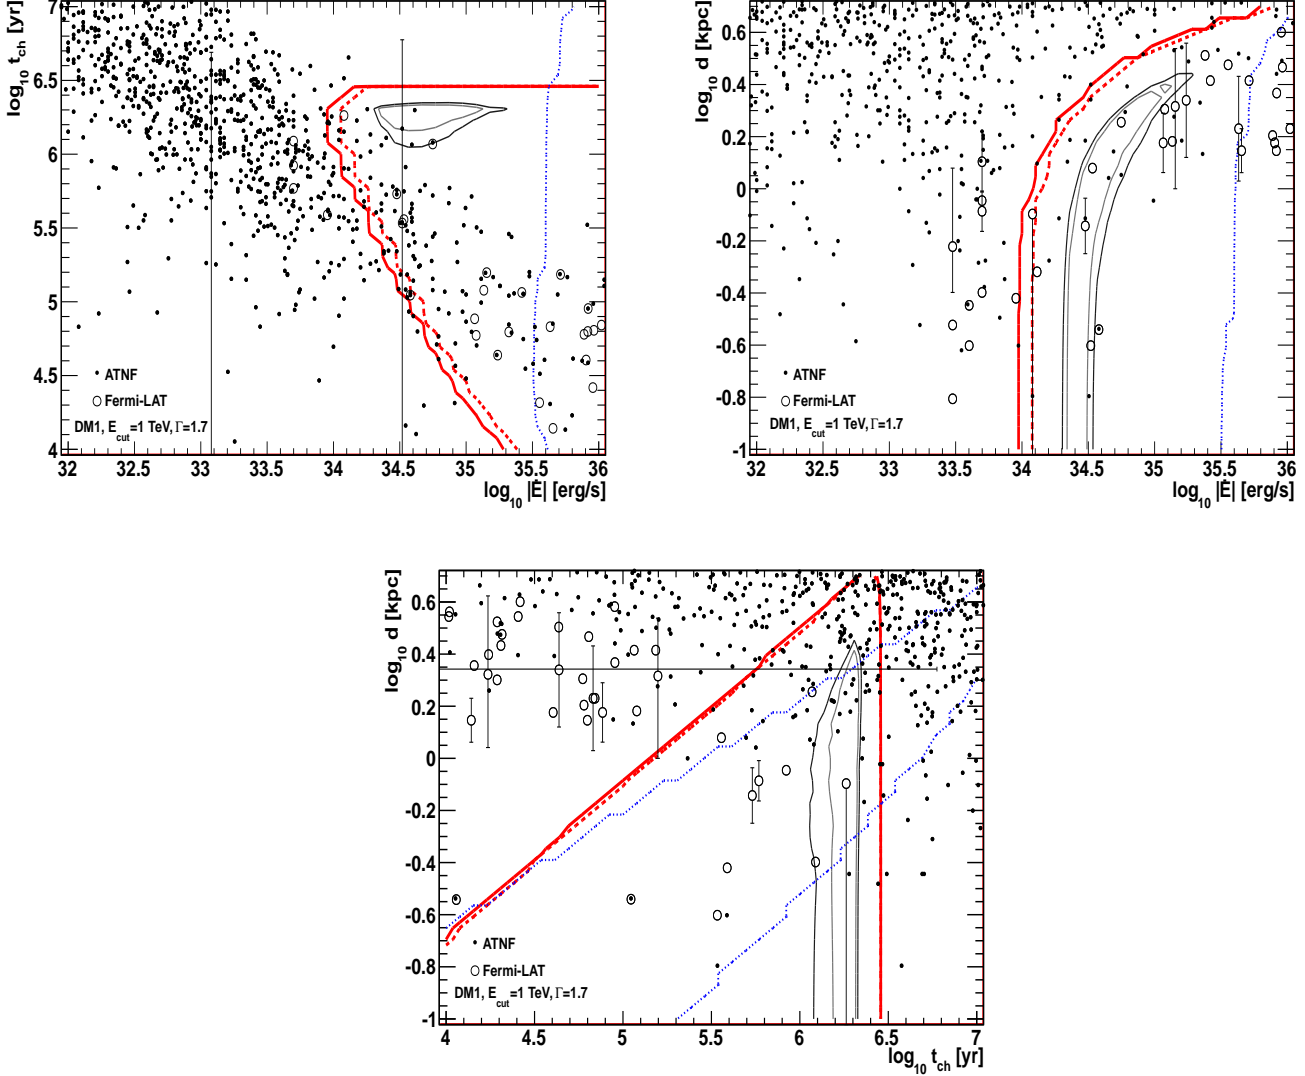 log10 tch [yr]
7
6.5
6
5.5
5
4.5
4
ATNF
Fermi-LAT
DM1, Ecut=1 TeV, Γ=1.7
32 32.5 33 33.5 34 34.5 35 35.5 36
log10 |Ė| [erg/s]
log10 d [kpc]
0.6
0.4
0.2
0
-0.2
-0.4
-0.6
-0.8
-1
ATNF
Fermi-LAT
DM1, Ecut=1 TeV, Γ=1.7
32 32.5 33 33.5 34 34.5 35 35.5 36
log10 |Ė| [erg/s]
log10 d [kpc]
0.6
0.4
0.2
0
-0.2
-0.4
-0.6
-0.8
-1
ATNF
Fermi-LAT
DM1, Ecut=1 TeV, Γ=1.7
4 4.5 5 5.5 6 6.5 7
log10 tch [yr]